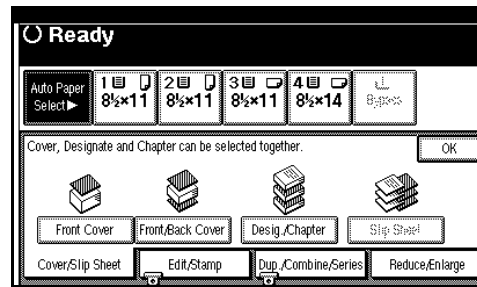 Ready
Auto Paper
Select▶
1
8½×11
2
8½×11
3
8½×11
4
8½×14
Bypass
Cover, Designate and Chapter can be selected together.
OK
Front Cover
Front/Back Cover
Desig./Chapter
Slip Sheet
Cover/Slip Sheet
Edit/Stamp
Dup./Combine/Series
Reduce/Enlarge